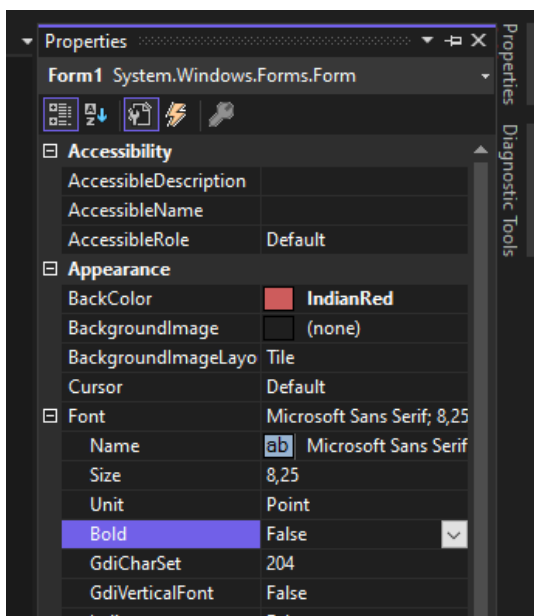 Properties
Form1 System.Windows.Forms.Form
Accessibility
AccessibleDescription
AccessibleName
AccessibleRole Default
Appearance
BackColor IndianRed
BackgroundImage (none)
BackgroundImageLayo Tile
Cursor Default
Font Microsoft Sans Serif; 8,25
Name ab Microsoft Sans Serif
Size 8,25
Unit Point
Bold False
GdiCharSet 204
GdiVerticalFont False
Properties
Diagnostic Tools